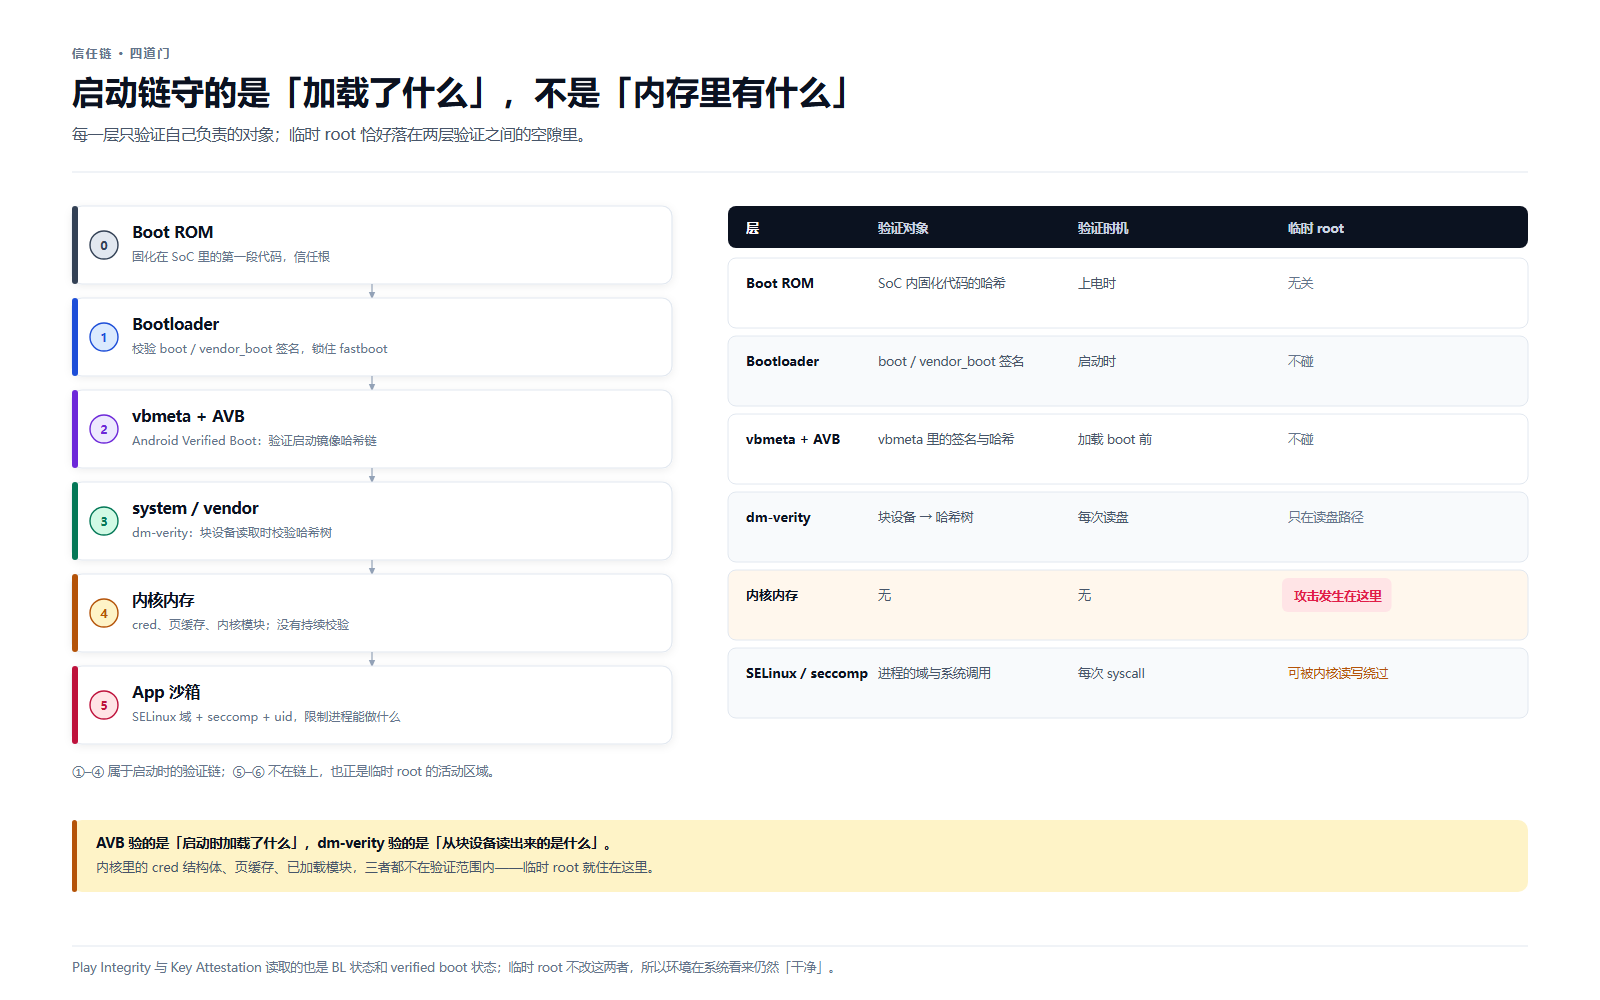 信任链 · 四道门
启动链守的是「加载了什么」，不是「内存里有什么」
每一层只验证自己负责的对象；临时 root 恰好落在两层验证之间的空隙里。
0
Boot ROM
固化在 SoC 里的第一段代码，信任根
1
Bootloader
校验 boot / vendor_boot 签名，锁住 fastboot
2
vbmeta + AVB
Android Verified Boot：验证启动镜像哈希链
3
system / vendor
dm-verity：块设备读取时校验哈希树
4
内核内存
cred、页缓存、内核模块；没有持续校验
5
App 沙箱
SELinux 域 + seccomp + uid，限制进程能做什么
①–④ 属于启动时的验证链；⑤–⑥ 不在链上，也正是临时 root 的活动区域。
层 验证对象 验证时机 临时 root
Boot ROM SoC 内固化代码的哈希 上电时 无关
Bootloader boot / vendor_boot 签名 启动时 不碰
vbmeta + AVB vbmeta 里的签名与哈希 加载 boot 前 不碰
dm-verity 块设备 → 哈希树 每次读盘 只在读盘路径
内核内存 无 无 攻击发生在这里
SELinux / seccomp 进程的域与系统调用 每次 syscall 可被内核读写绕过
AVB 验的是「启动时加载了什么」，dm-verity 验的是「从块设备读出来的是什么」。
内核里的 cred 结构体、页缓存、已加载模块，三者都不在验证范围内——临时 root 就住在这里。
Play Integrity 与 Key Attestation 读取的也是 BL 状态和 verified boot 状态；临时 root 不改这两者，所以环境在系统看来仍然「干净」。